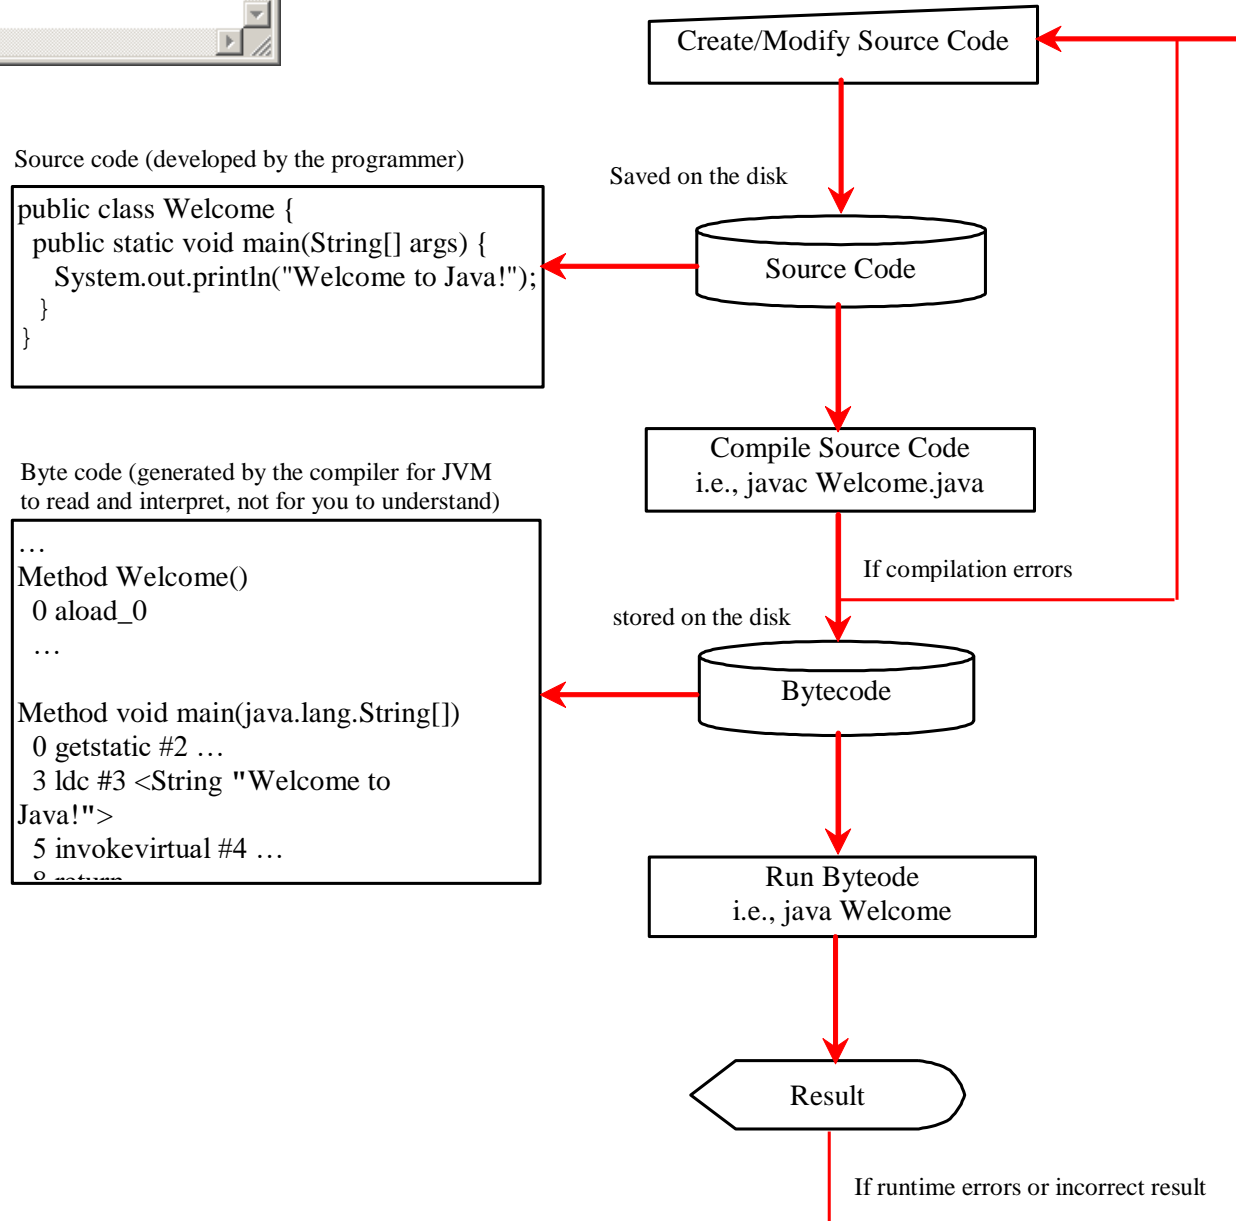 Create/Modify Source Code
Source code (developed by the programmer)
Saved on the disk
public class Welcome {
public static void main(String[] args) {
System.out.println("Welcome to Java!");
}
}
Source Code
Compile Source Code
i.e., javac Welcome.java
Byte code (generated by the compiler for JVM
to read and interpret, not for you to understand)
If compilation errors
stored on the disk
…
Method Welcome()
0 aload_0
…
Method void main(java.lang.String[])
0 getstatic #2 …
3 ldc #3 <String "Welcome to
Java!">
5 invokevirtual #4 …
8 return
Bytecode
Run Byteode
i.e., java Welcome
Result
If runtime errors or incorrect result